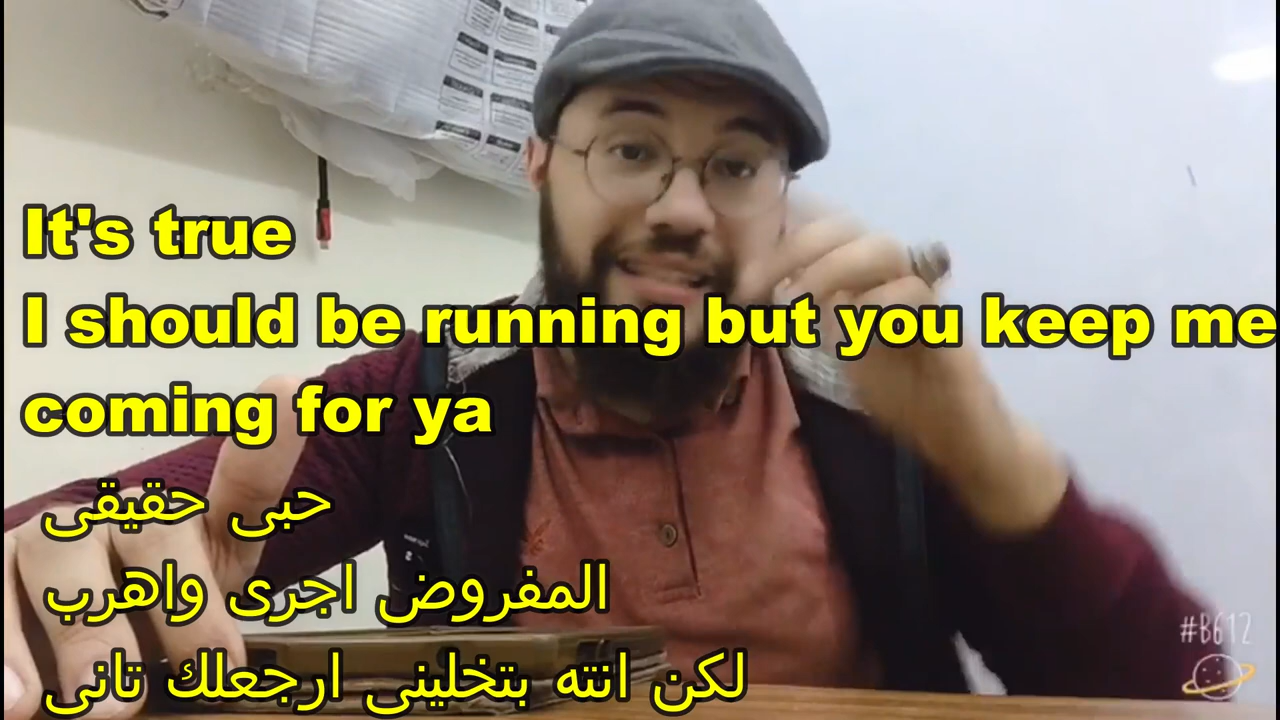 It's true
I should be running but you keep me
coming for ya
حبى حقيقى
المفروض اجرى واهرب
لكن انته بتخلينى ارجعلك تانى
#B612